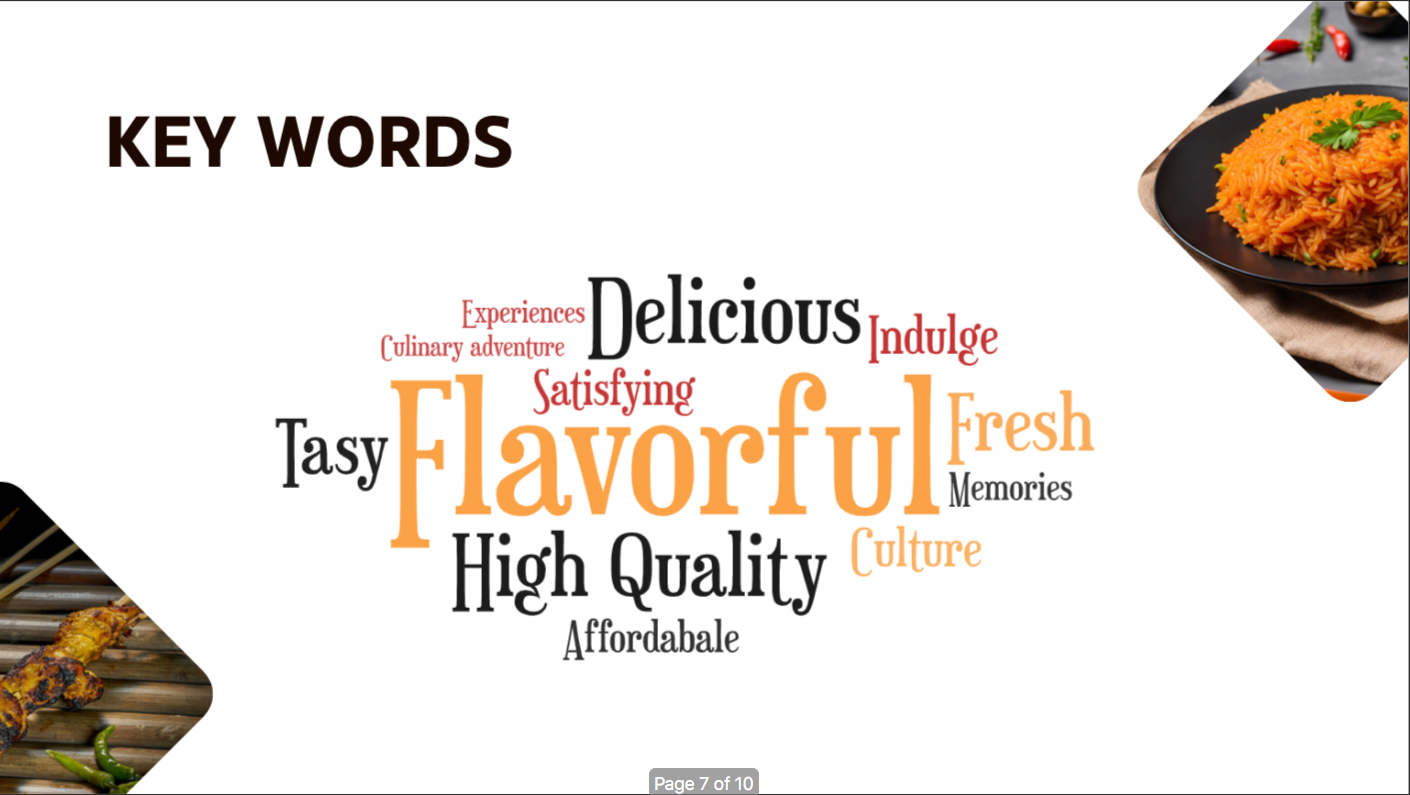 KEY WORDS
Experiences
Delicious
Indulge
Culinary adventure
Satisfying
Tasy
Flavorful
Fresh
Memories
High Quality
Culture
Affordabale
Page 7 of 10